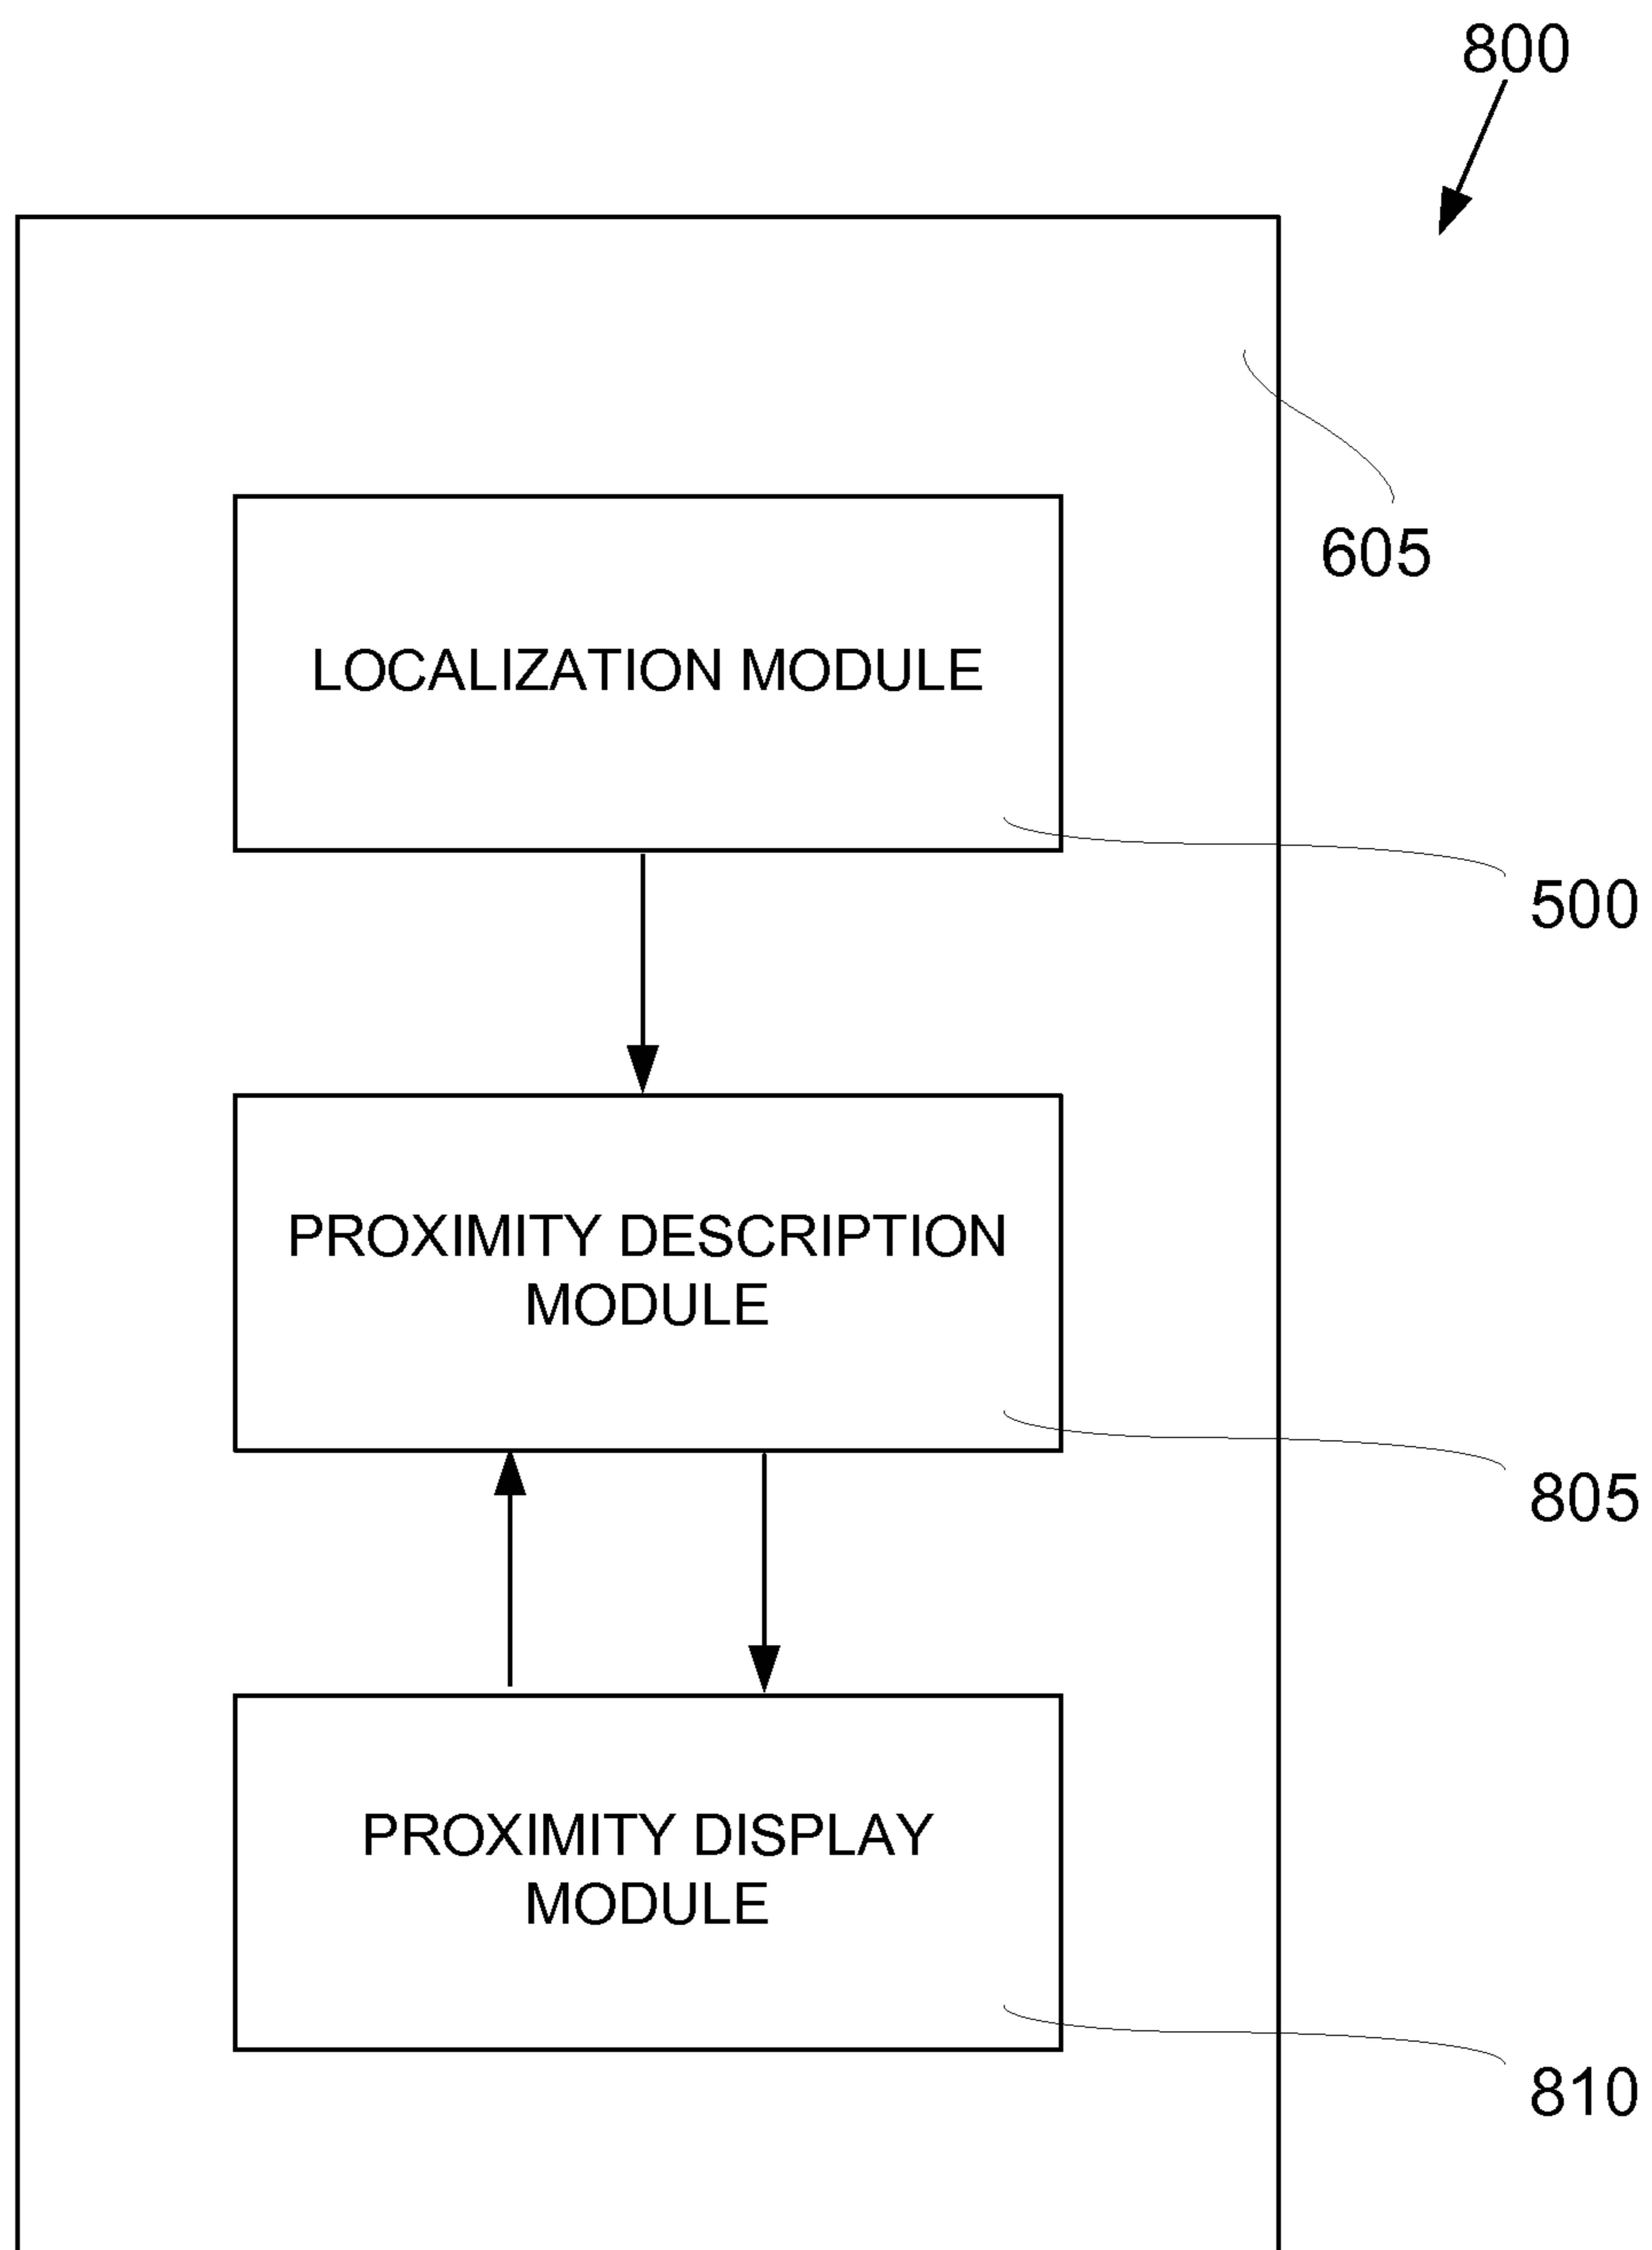 800
605
LOCALIZATION MODULE
500
PROXIMITY DESCRIPTION
MODULE
805
PROXIMITY DISPLAY
MODULE
810